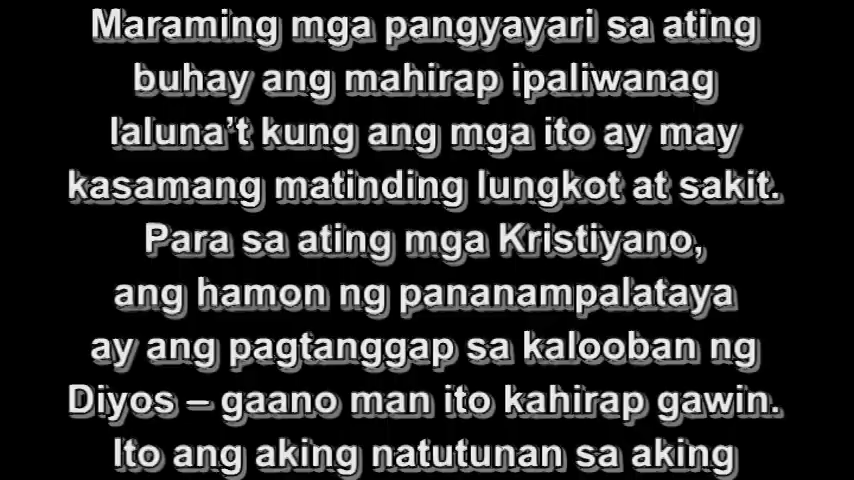 Maraming mga pangyayari sa ating
buhay ang mahirap ipaliwanag
laluna’t kung ang mga ito ay may
kasamang matinding lungkot at sakit.
Para sa ating mga Kristiyano,
ang hamon ng pananampalataya
ay ang pagtanggap sa kalooban ng
Diyos – gaano man ito kahirap gawin.
Ito ang aking natutunan sa aking